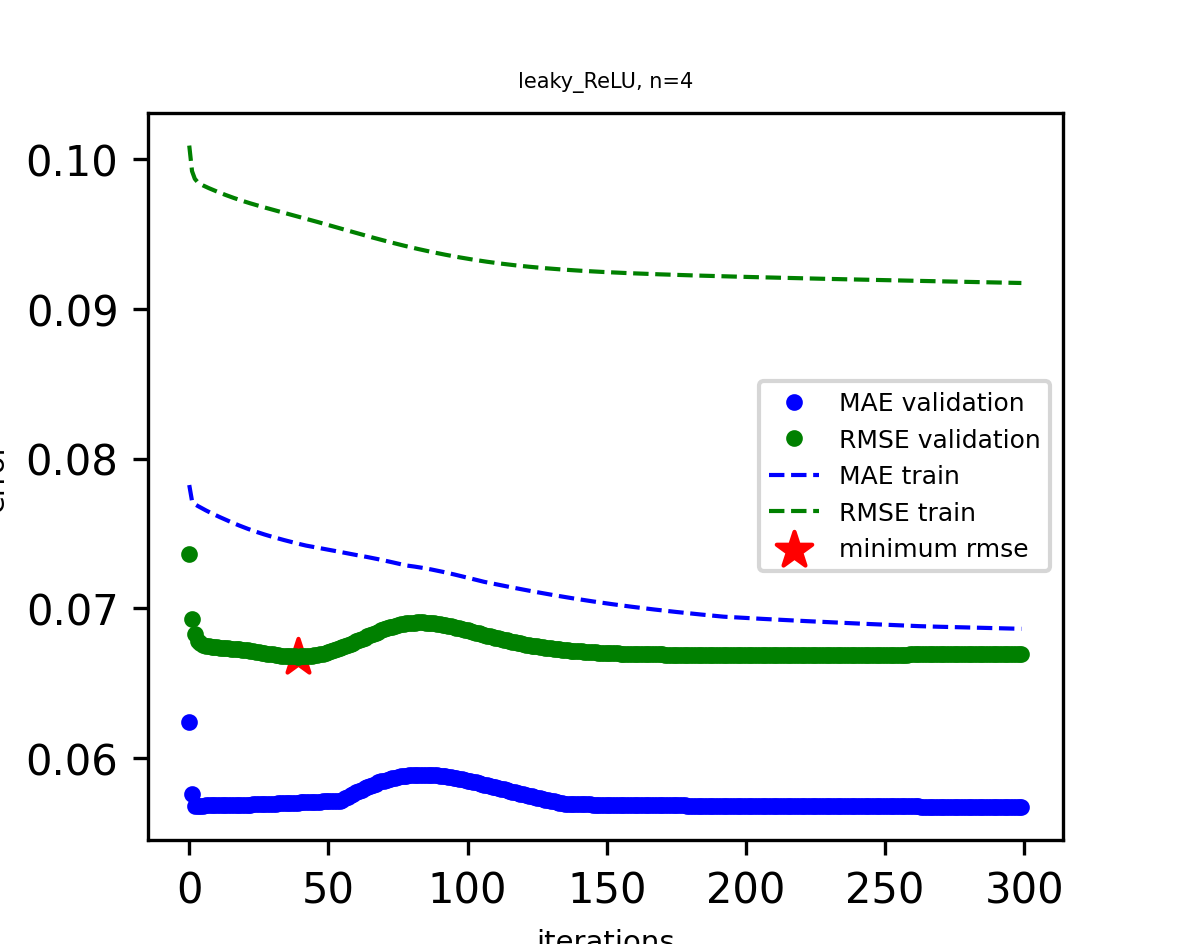 leaky_ReLU, n=4
0.10
0.09
0.08
0.07
0.06
error
MAE validation
RMSE validation
MAE train
RMSE train
minimum rmse
0 50 100 150 200 250 300
iterations